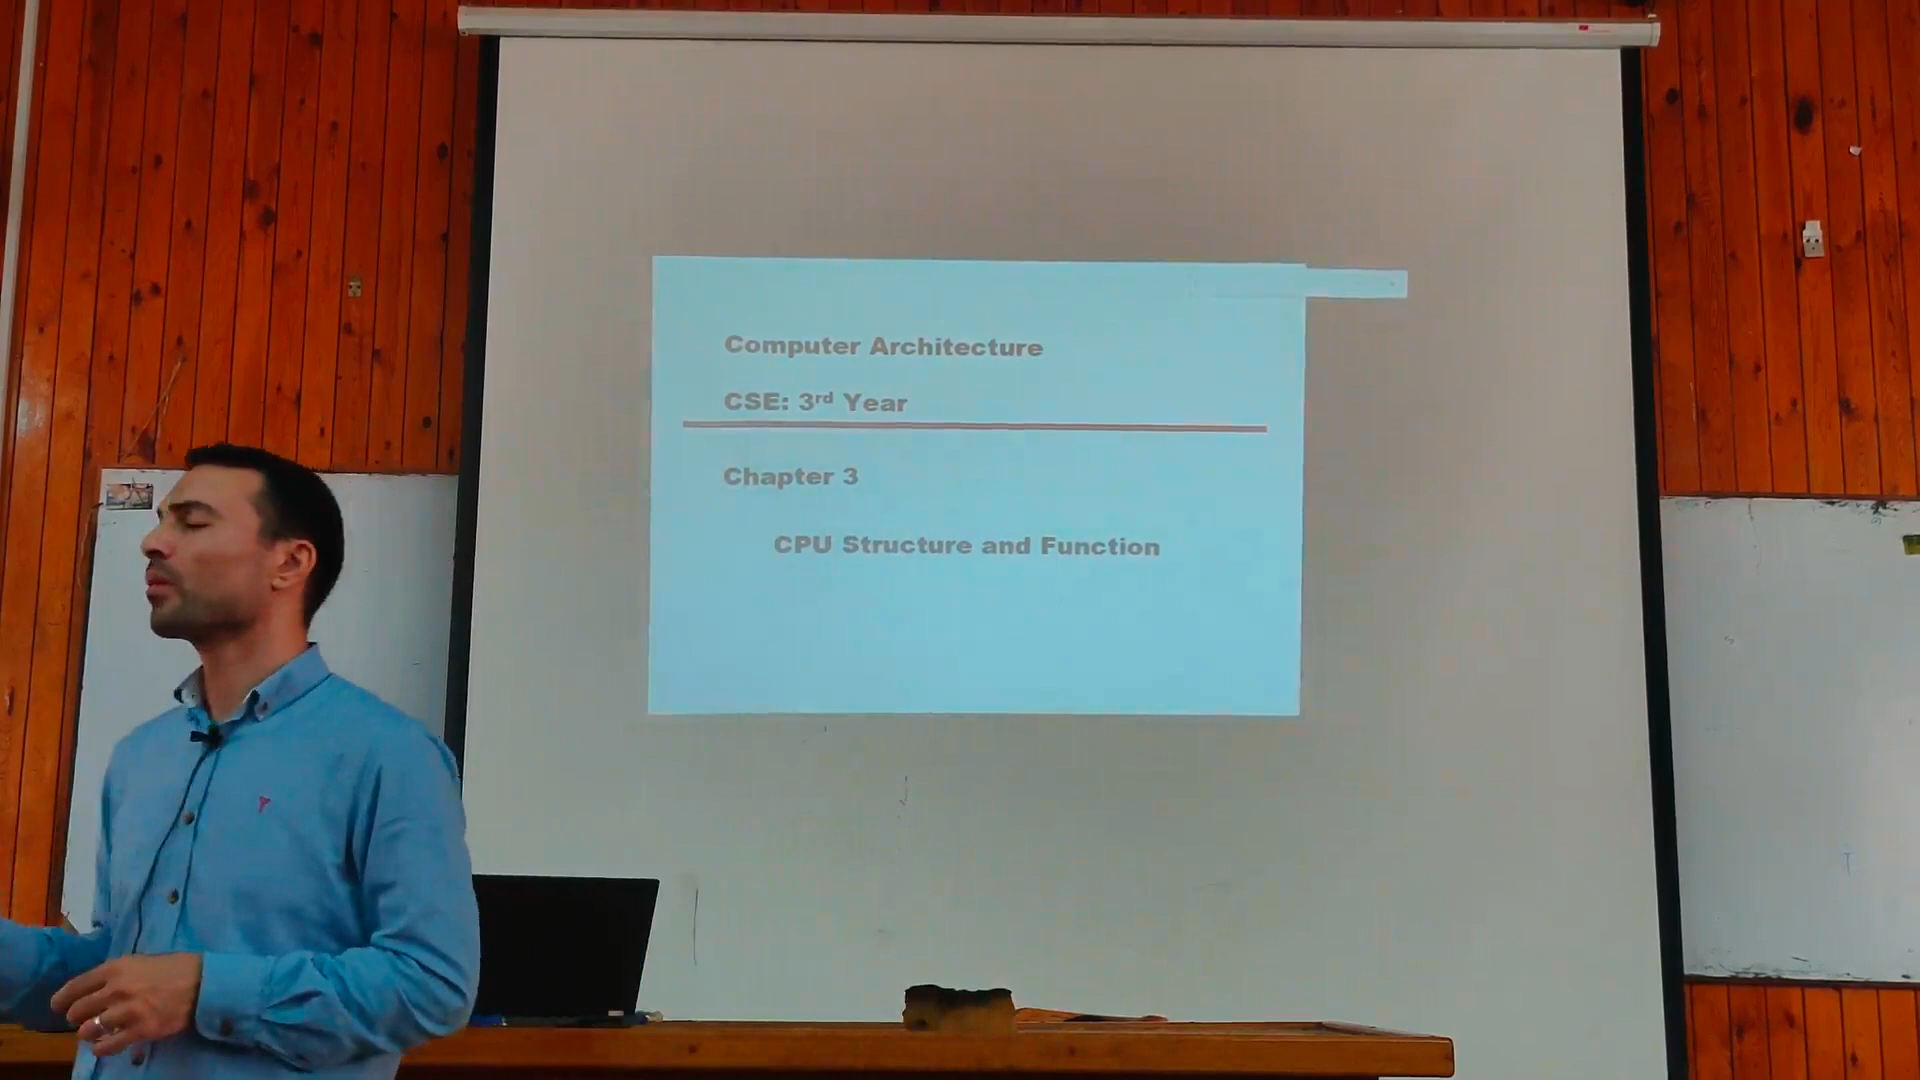 Computer Architecture
CSE: 3rd Year
Chapter 3
CPU Structure and Function